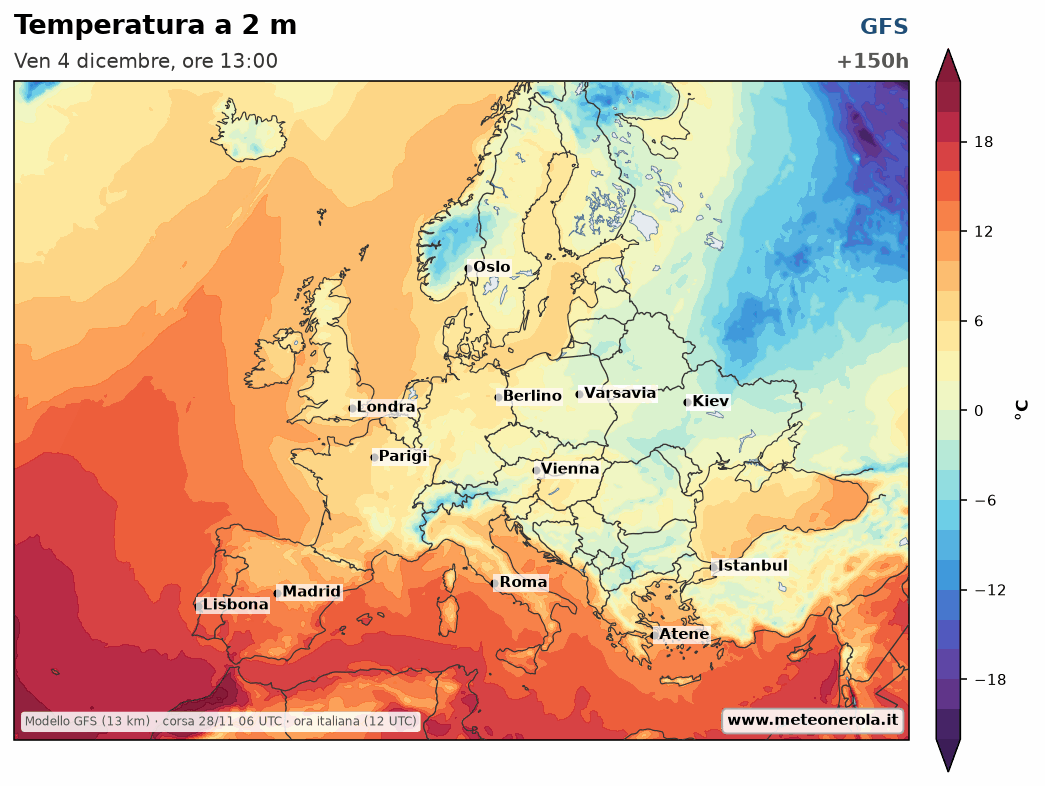 Temperatura a 2 m
GFS
Ven 4 dicembre, ore 13:00
+150h
18
12
6
0
−6
−12
−18
°C
Oslo
Londra
Berlino
Varsavia
Kiev
Parigi
Vienna
Istanbul
Lisbona
Madrid
Roma
Atene
Modello GFS (13 km) · corsa 28/11 06 UTC · ora italiana (12 UTC)
www.meteonerola.it